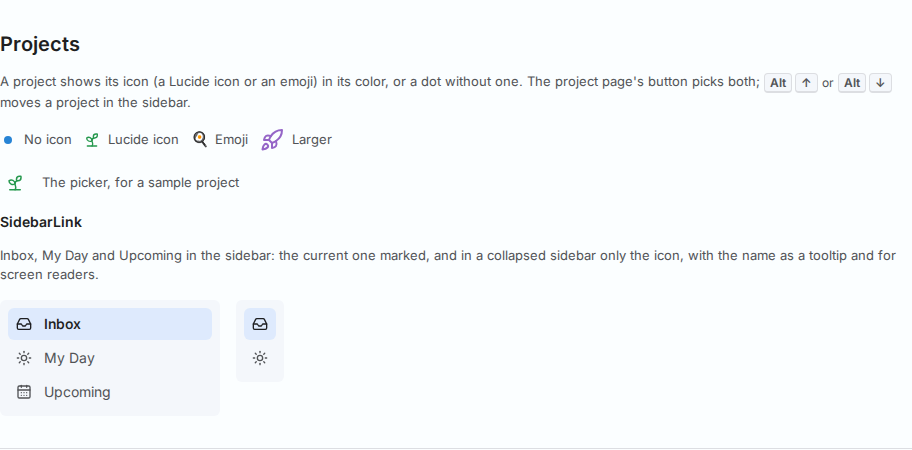 Projects
A project shows its icon (a Lucide icon or an emoji) in its color, or a dot without one. The project page's button picks both; Alt ↑ or Alt ↓
moves a project in the sidebar.
No icon Lucide icon Emoji Larger
The picker, for a sample project
SidebarLink
Inbox, My Day and Upcoming in the sidebar: the current one marked, and in a collapsed sidebar only the icon, with the name as a tooltip and for
screen readers.
Inbox
My Day
Upcoming